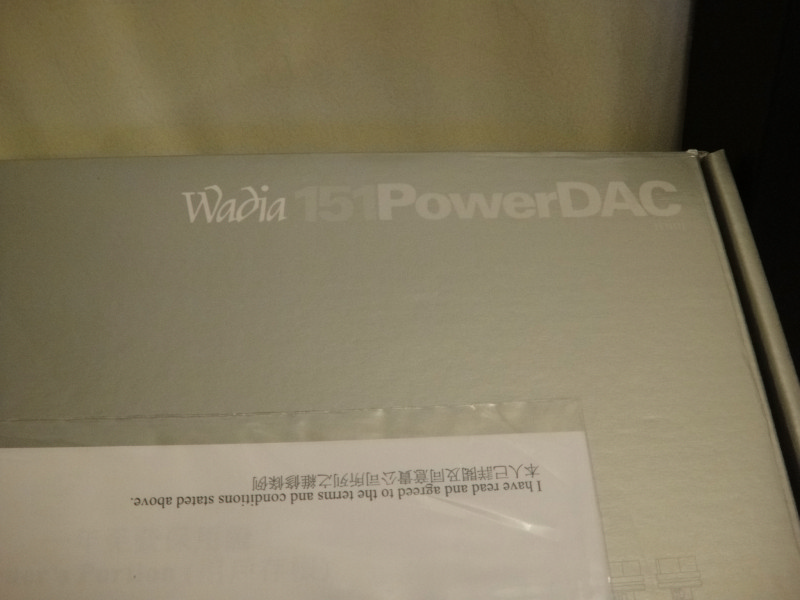 Wadia 151PowerDAC
本人已詳閱及同意貴公司所列之維修條例
I have read and agreed to the terms and conditions stated above.